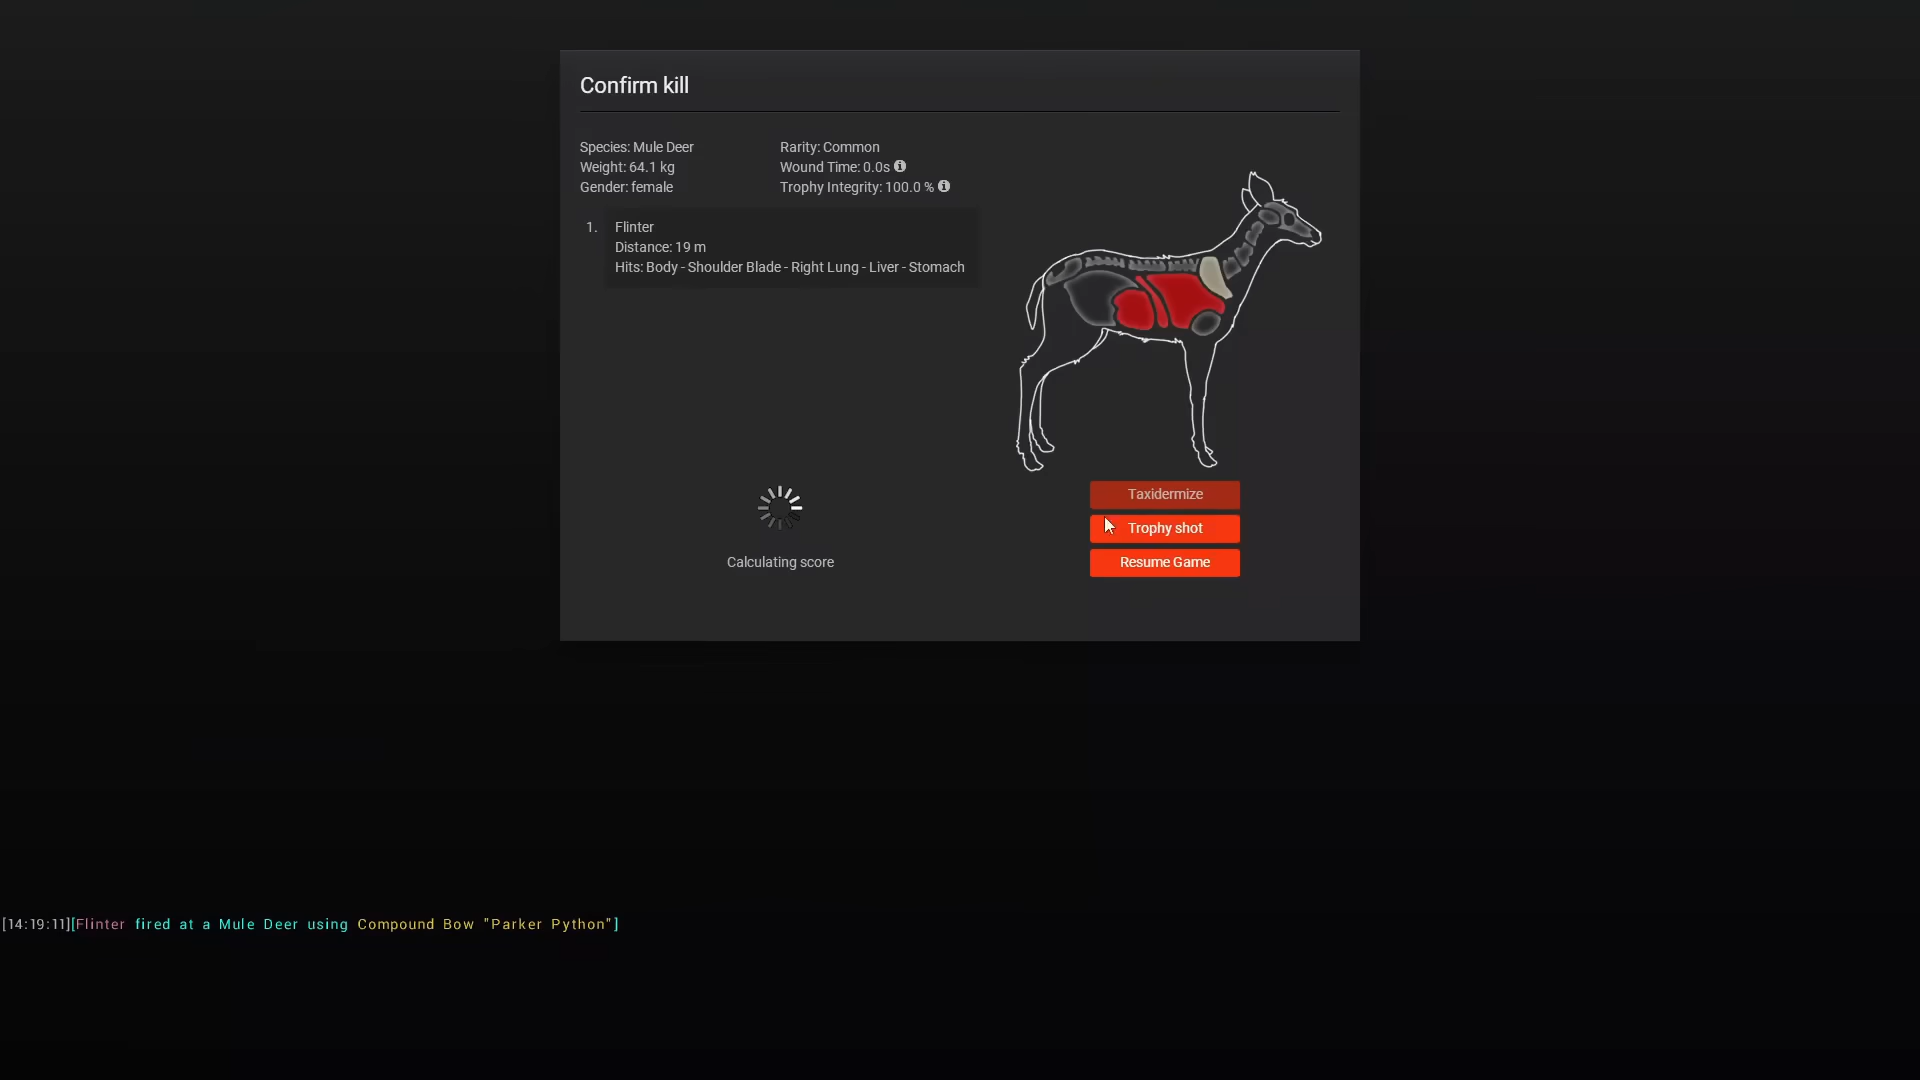 Confirm kill
Species: Mule Deer
Rarity: Common
Weight: 64.1 kg
Wound Time: 0.0s
Gender: female
Trophy Integrity: 100.0 %
1. Flinter
Distance: 19 m
Hits: Body - Shoulder Blade - Right Lung - Liver - Stomach
Taxidermize
Trophy shot
Calculating score
Resume Game
[14:19:11][Flinter fired at a Mule Deer using Compound Bow "Parker Python"]